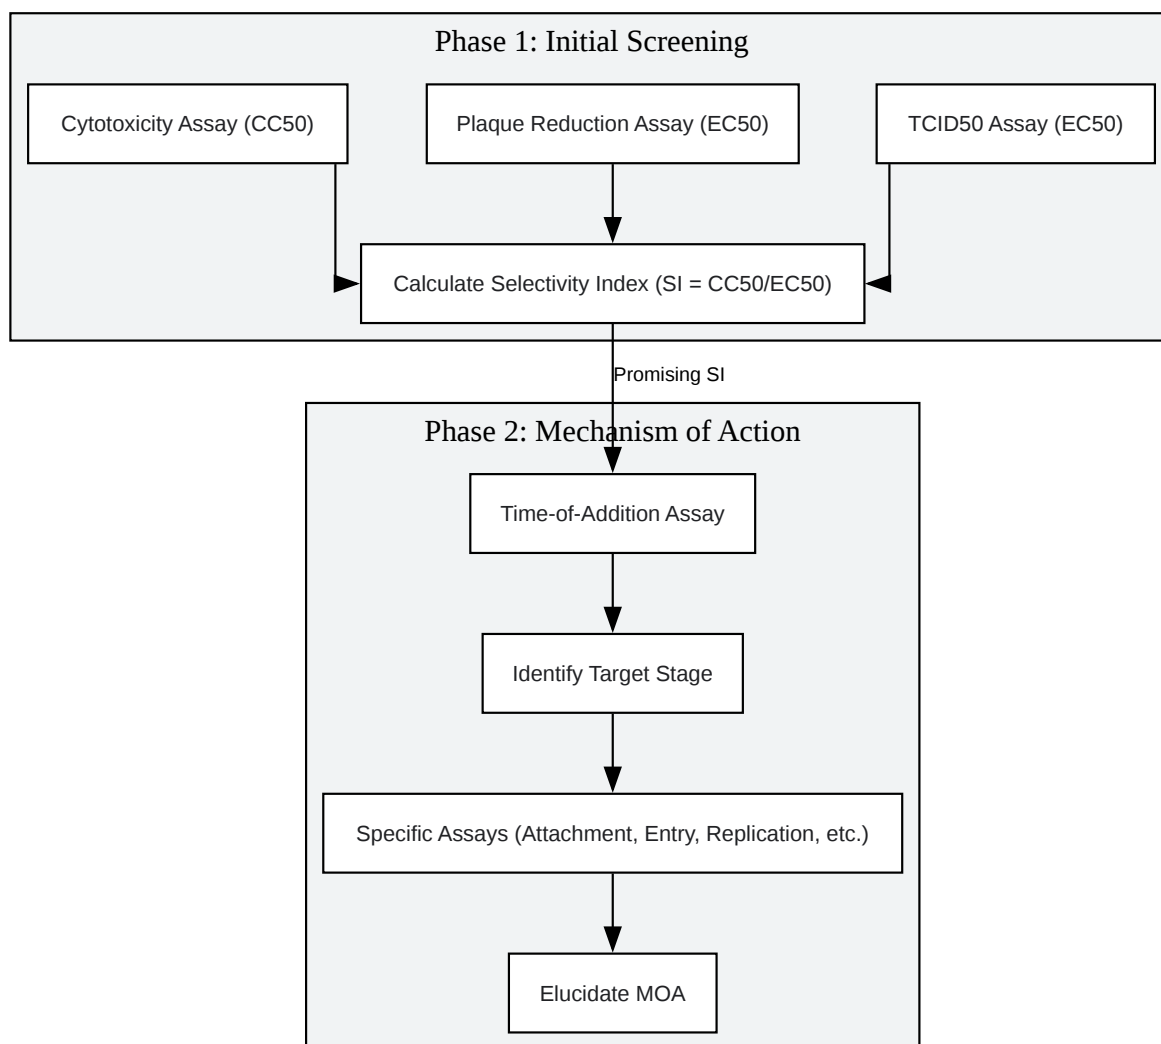 Phase 1: Initial Screening
Cytotoxicity Assay (CC50)
Plaque Reduction Assay (EC50)
TCID50 Assay (EC50)
Calculate Selectivity Index (SI = CC50/EC50)
Promising SI
Phase 2: Mechanism of Action
Time-of-Addition Assay
Identify Target Stage
Specific Assays (Attachment, Entry, Replication, etc.)
Elucidate MOA